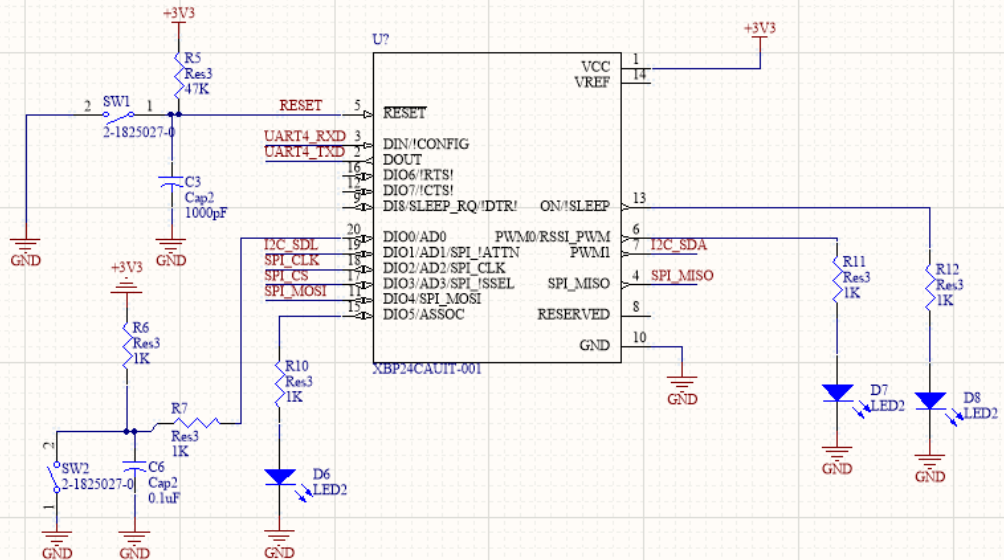 +3V3
R5
Res3
47K
SW1
2
1
2-1825027-0
C3
Cap2
1000pF
GND
GND
RESET
UART4_RXD
UART4_TXD
I2C_SDL
SPI_CLK
SPI_CS
SPI_MOSI
U?
5
RESET
3
DIN/!CONFIG
2
DOUT
16
DIO6/!RTS!
12
DIO7/!CTS!
9
DI8/SLEEP_RQ/!DTR!
20
DIO0/AD0
19
DIO1/AD1/SPI_!ATTN
18
DIO2/AD2/SPI_CLK
17
DIO3/AD3/SPI_!SSEL
11
DIO4/SPI_MOSI
15
DIO5/ASSOC
VCC
1
VREF
14
ON/!SLEEP
13
PWM0/RSSI_PWM
6
PWM1
7
SPI_MISO
4
RESERVED
8
GND
10
XBP24CAUIT-001
+3V3
I2C_SDA
SPI_MISO
GND
R11
Res3
1K
R12
Res3
1K
D7
LED2
D8
LED2
GND
GND
+3V3
R6
Res3
1K
R7
Res3
1K
2
SW2
2-1825027-0
1
C6
Cap2
0.1uF
GND
GND
R10
Res3
1K
D6
LED2
GND